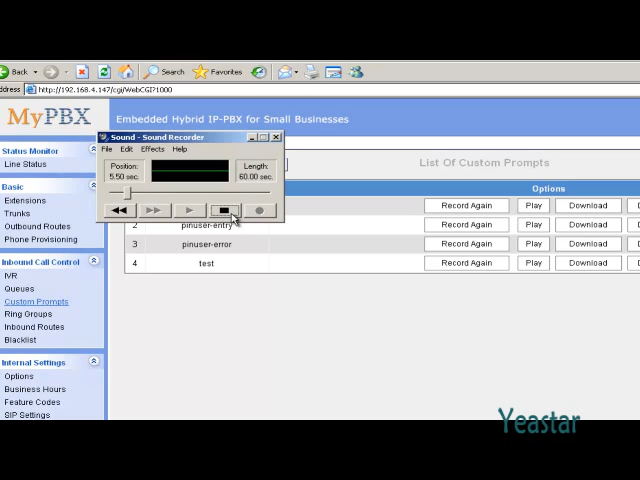 Back Search Favorites
Address http://192.168.4.147/cgi/WebCGI?1000
MyPBX Embedded Hybrid IP-PBX for Small Businesses
Sound - Sound Recorder
File Edit Effects Help
Position:
5.50 sec.
Length:
60.00 sec.
Status Monitor
Line Status
Basic
Extensions
Trunks
Outbound Routes
Phone Provisioning
Inbound Call Control
IVR
Queues
Custom Prompts
Ring Groups
Inbound Routes
Blacklist
Internal Settings
Options
Business Hours
Feature Codes
SIP Settings
List Of Custom Prompts
Options
Record Again Play Download
2 pinuser-entry Record Again Play Download
3 pinuser-error Record Again Play Download
4 test Record Again Play Download
Yeastar